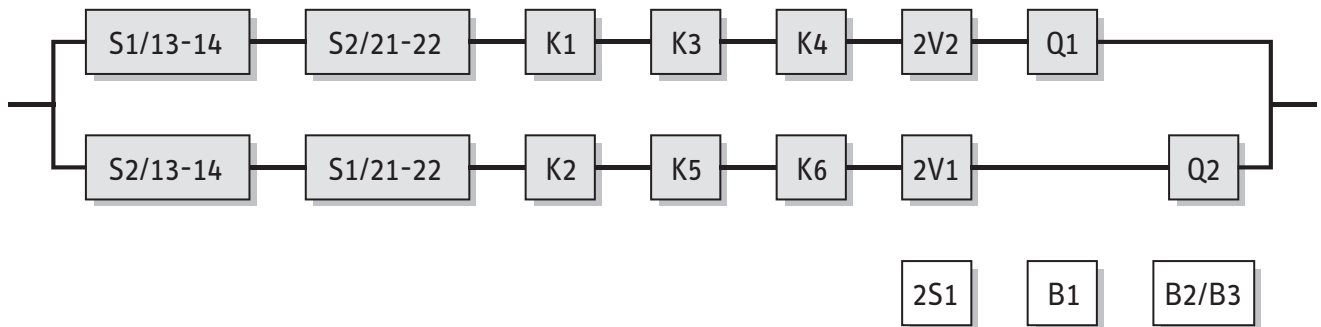 S1/13-14 S2/21-22 K1 K3 K4 2V2 Q1
S2/13-14 S1/21-22 K2 K5 K6 2V1 Q2
2S1 B1 B2/B3